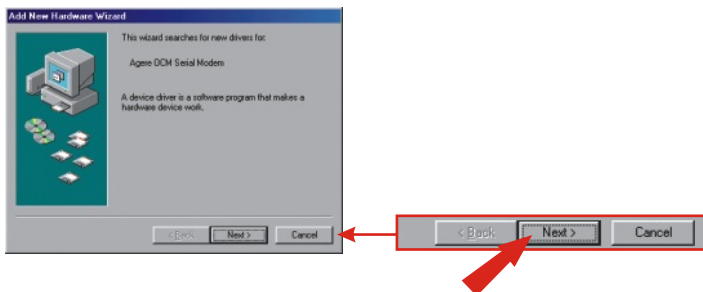 Add New Hardware Wizard
This wizard searches for new drivers for:
Agere OCM Serial Modem
A device driver is a software program that makes a
hardware device work.
< Back Next > Cancel
< Back Next > Cancel